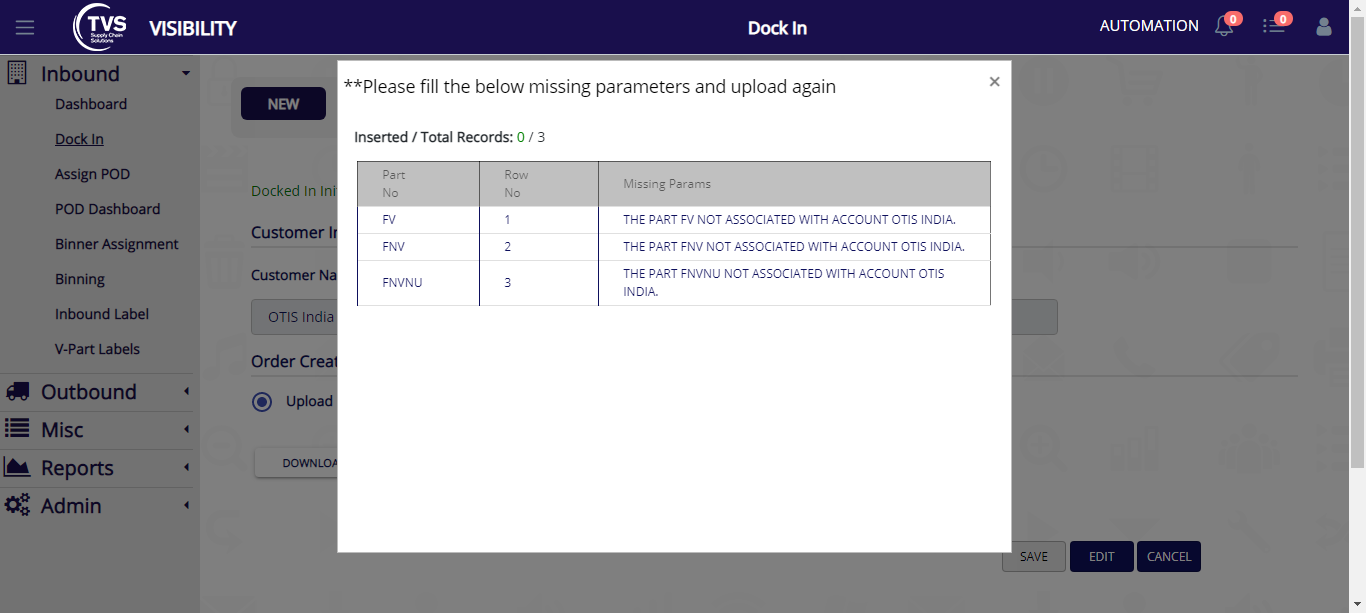 TVS
Supply Chain
Solutions
VISIBILITY
Dock In
AUTOMATION
0
0
Inbound
Dashboard
Dock In
Assign POD
POD Dashboard
Binner Assignment
Binning
Inbound Label
V-Part Labels
Outbound
Misc
Reports
Admin
NEW
Docked In Ini
Customer In
Customer Na
OTIS India
Order Creat
Upload
DOWNLOA
**Please fill the below missing parameters and upload again
×
Inserted / Total Records: 0 / 3
Part No Row No Missing Params
FV 1 THE PART FV NOT ASSOCIATED WITH ACCOUNT OTIS INDIA.
FNV 2 THE PART FNV NOT ASSOCIATED WITH ACCOUNT OTIS INDIA.
FNVNU 3 THE PART FNVNU NOT ASSOCIATED WITH ACCOUNT OTIS
INDIA.
SAVE EDIT CANCEL